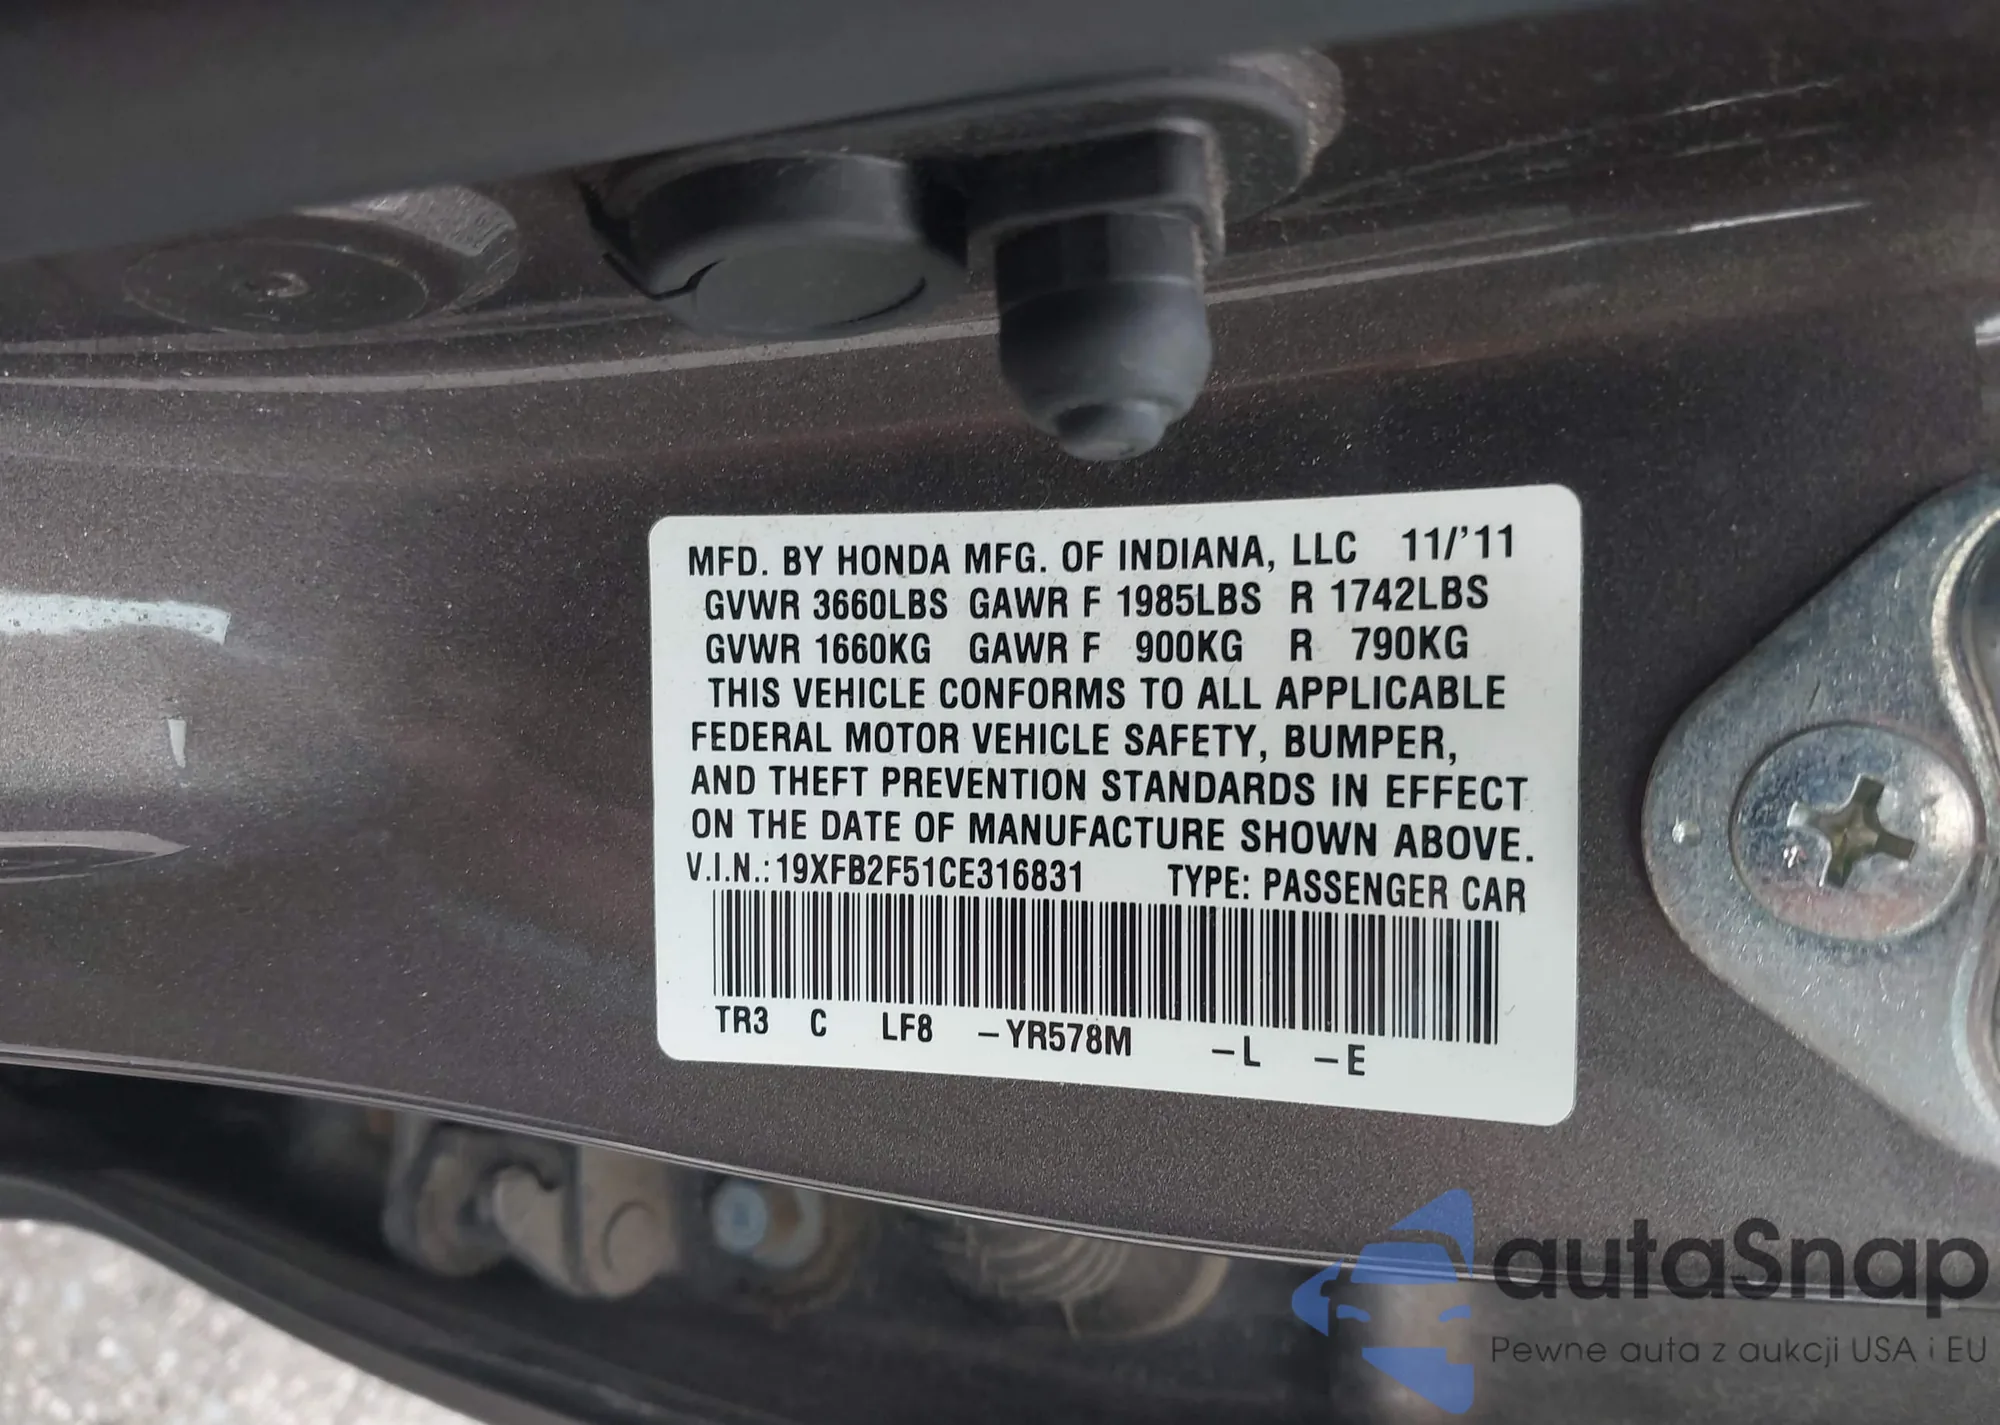 MFD. BY HONDA MFG. OF INDIANA, LLC 11/'11
GVWR 3660LBS GAWR F 1985LBS R 1742LBS
GVWR 1660KG GAWR F 900KG R 790KG
THIS VEHICLE CONFORMS TO ALL APPLICABLE
FEDERAL MOTOR VEHICLE SAFETY, BUMPER,
AND THEFT PREVENTION STANDARDS IN EFFECT
ON THE DATE OF MANUFACTURE SHOWN ABOVE.
V.I.N.: 19XFB2F51CE316831 TYPE: PASSENGER CAR
TR3 C LF8 –YR578M –L –E
autaSnap
Pewne auta z aukcji USA i EU